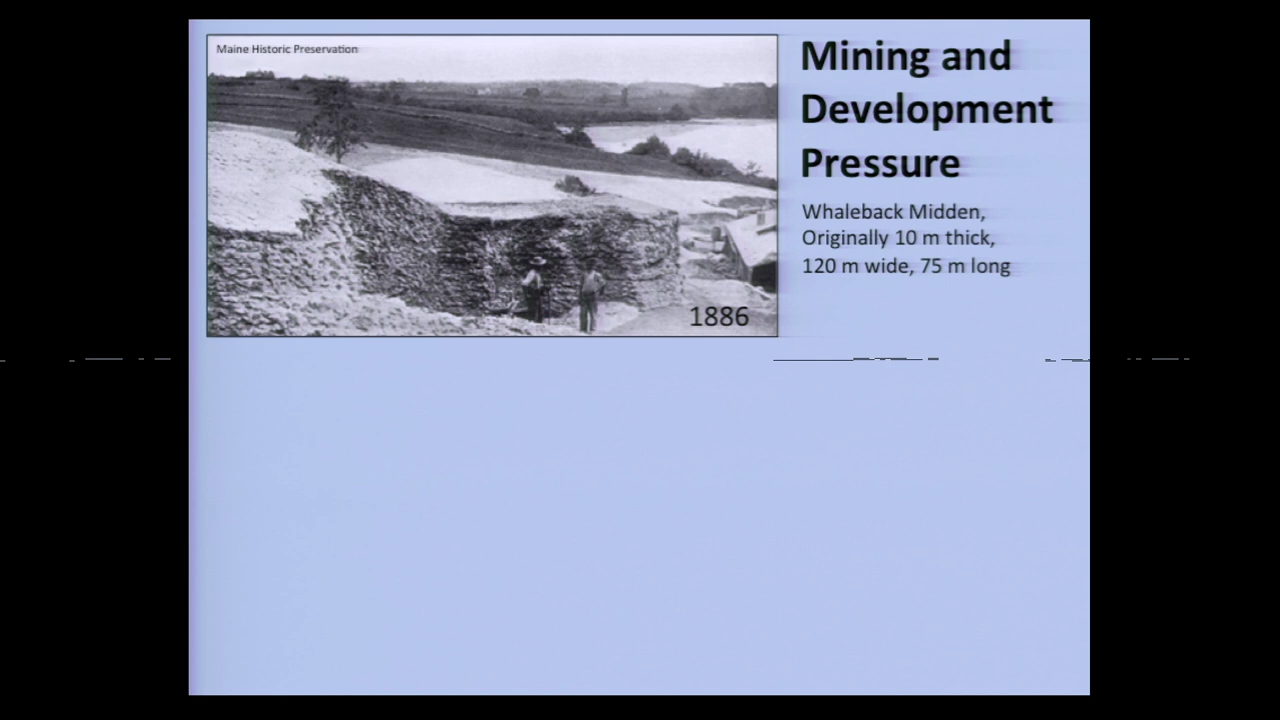 Maine Historic Preservation
1886
Mining and
Development
Pressure
Whaleback Midden,
Originally 10 m thick,
120 m wide, 75 m long